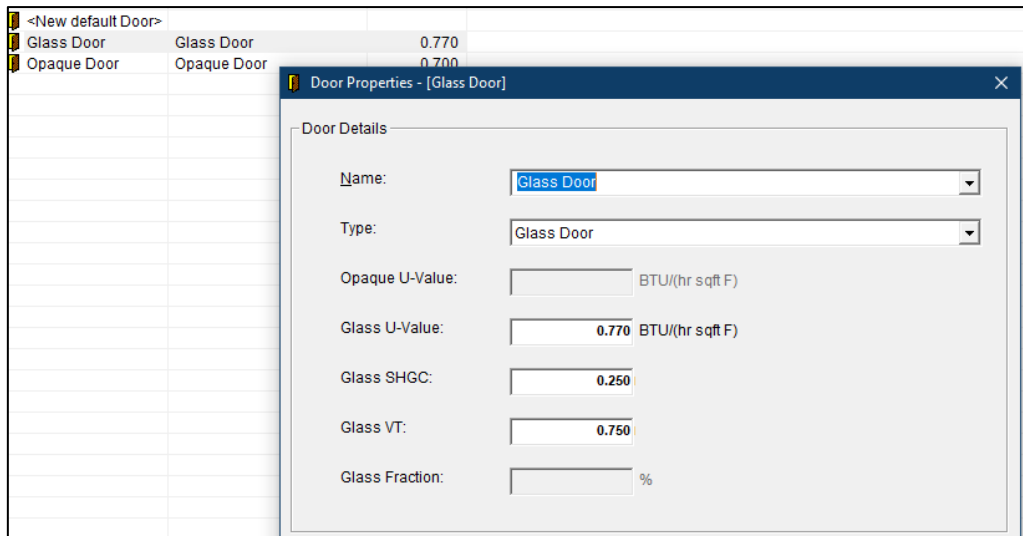 <New default Door>
Glass Door Glass Door 0.770
Opaque Door Opaque Door 0.700
Door Properties - [Glass Door]
Door Details
Name: Glass Door
Type: Glass Door
Opaque U-Value: BTU/(hr sqft F)
Glass U-Value: 0.770 BTU/(hr sqft F)
Glass SHGC: 0.250
Glass VT: 0.750
Glass Fraction: %